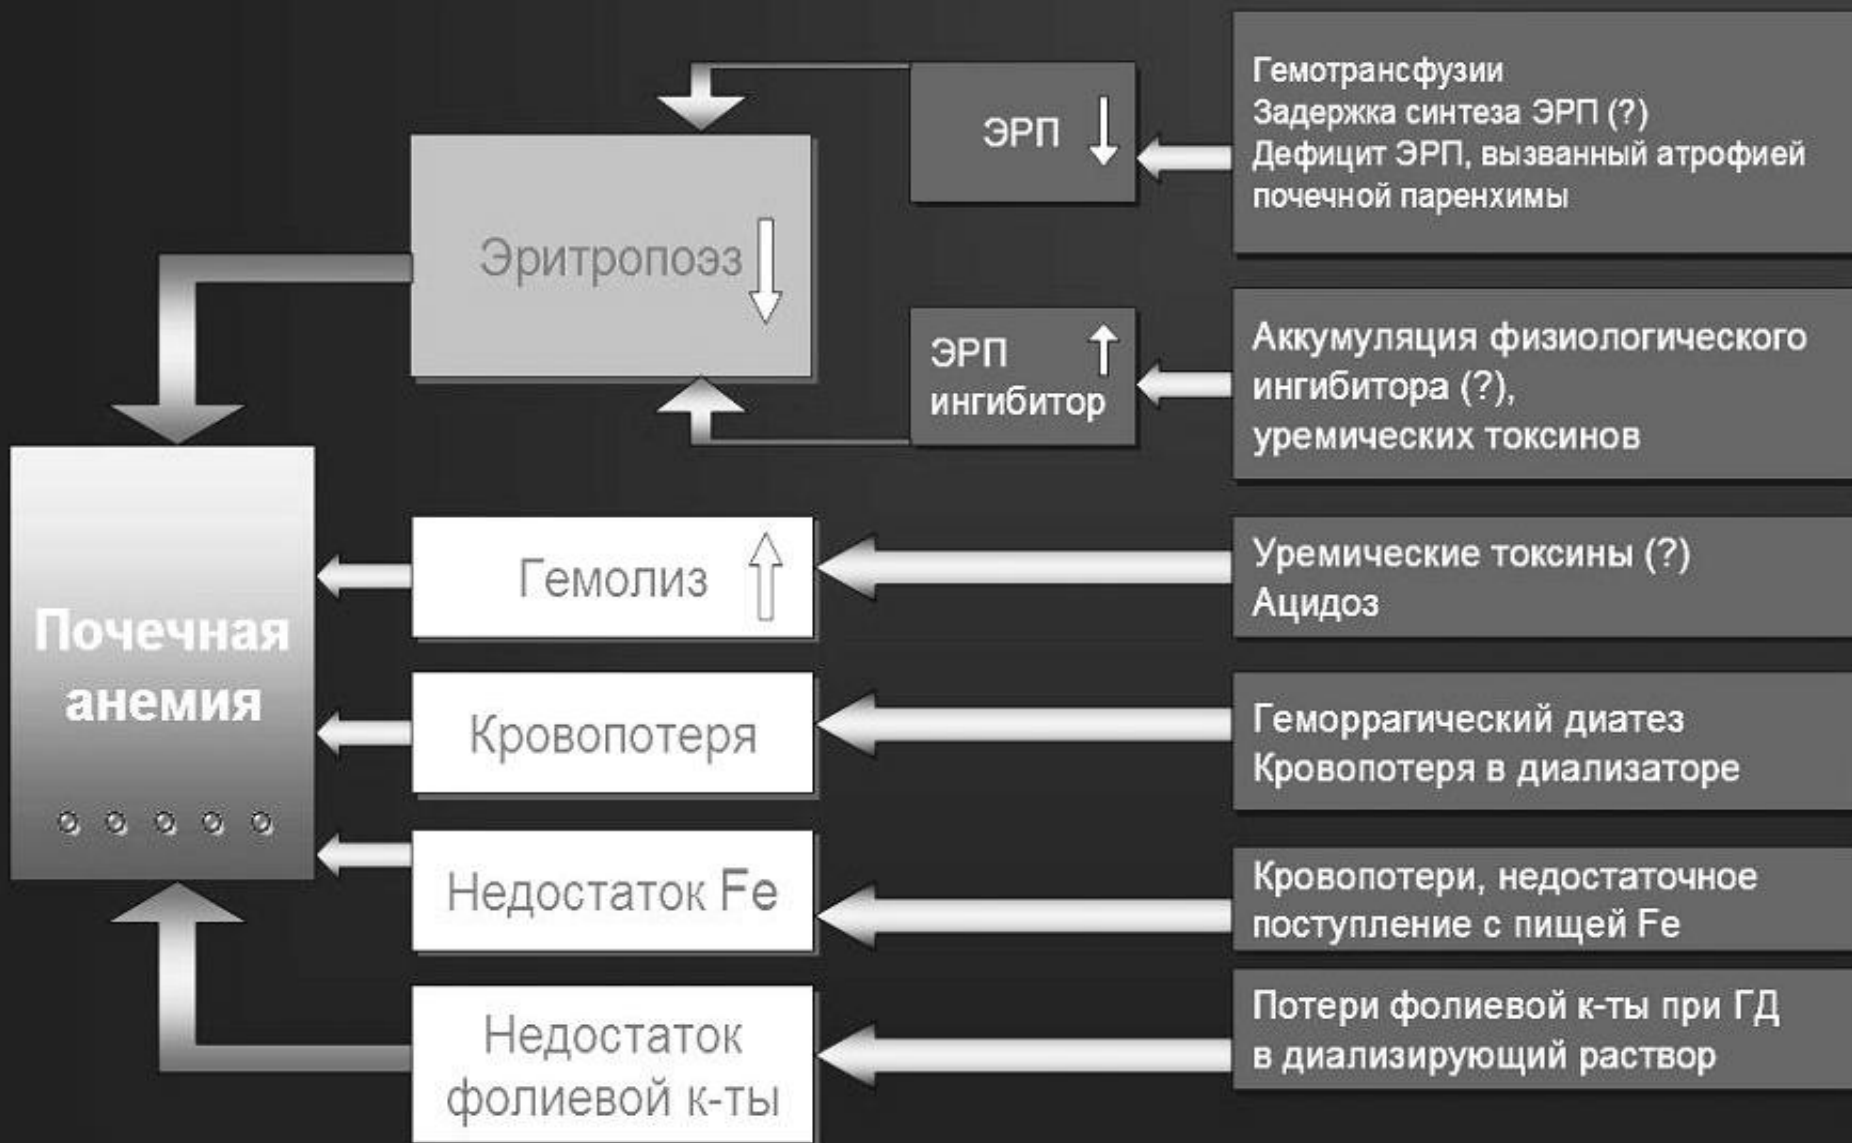 Гемотрансфузии
Задержка синтеза ЭРП (?)
Дефицит ЭРП, вызванный атрофией
почечной паренхимы
ЭРП
Эритропоэз
ЭРП
ингибитор
Аккумуляция физиологического
ингибитора (?),
уремических токсинов
Почечная
анемия
Гемолиз
Уремические токсины (?)
Ацидоз
Кровопотеря
Геморрагический диатез
Кровопотеря в диализаторе
Недостаток Fe
Кровопотери, недостаточное
поступление с пищей Fe
Недостаток
фолиевой к-ты
Потери фолиевой к-ты при ГД
в диализирующий раствор